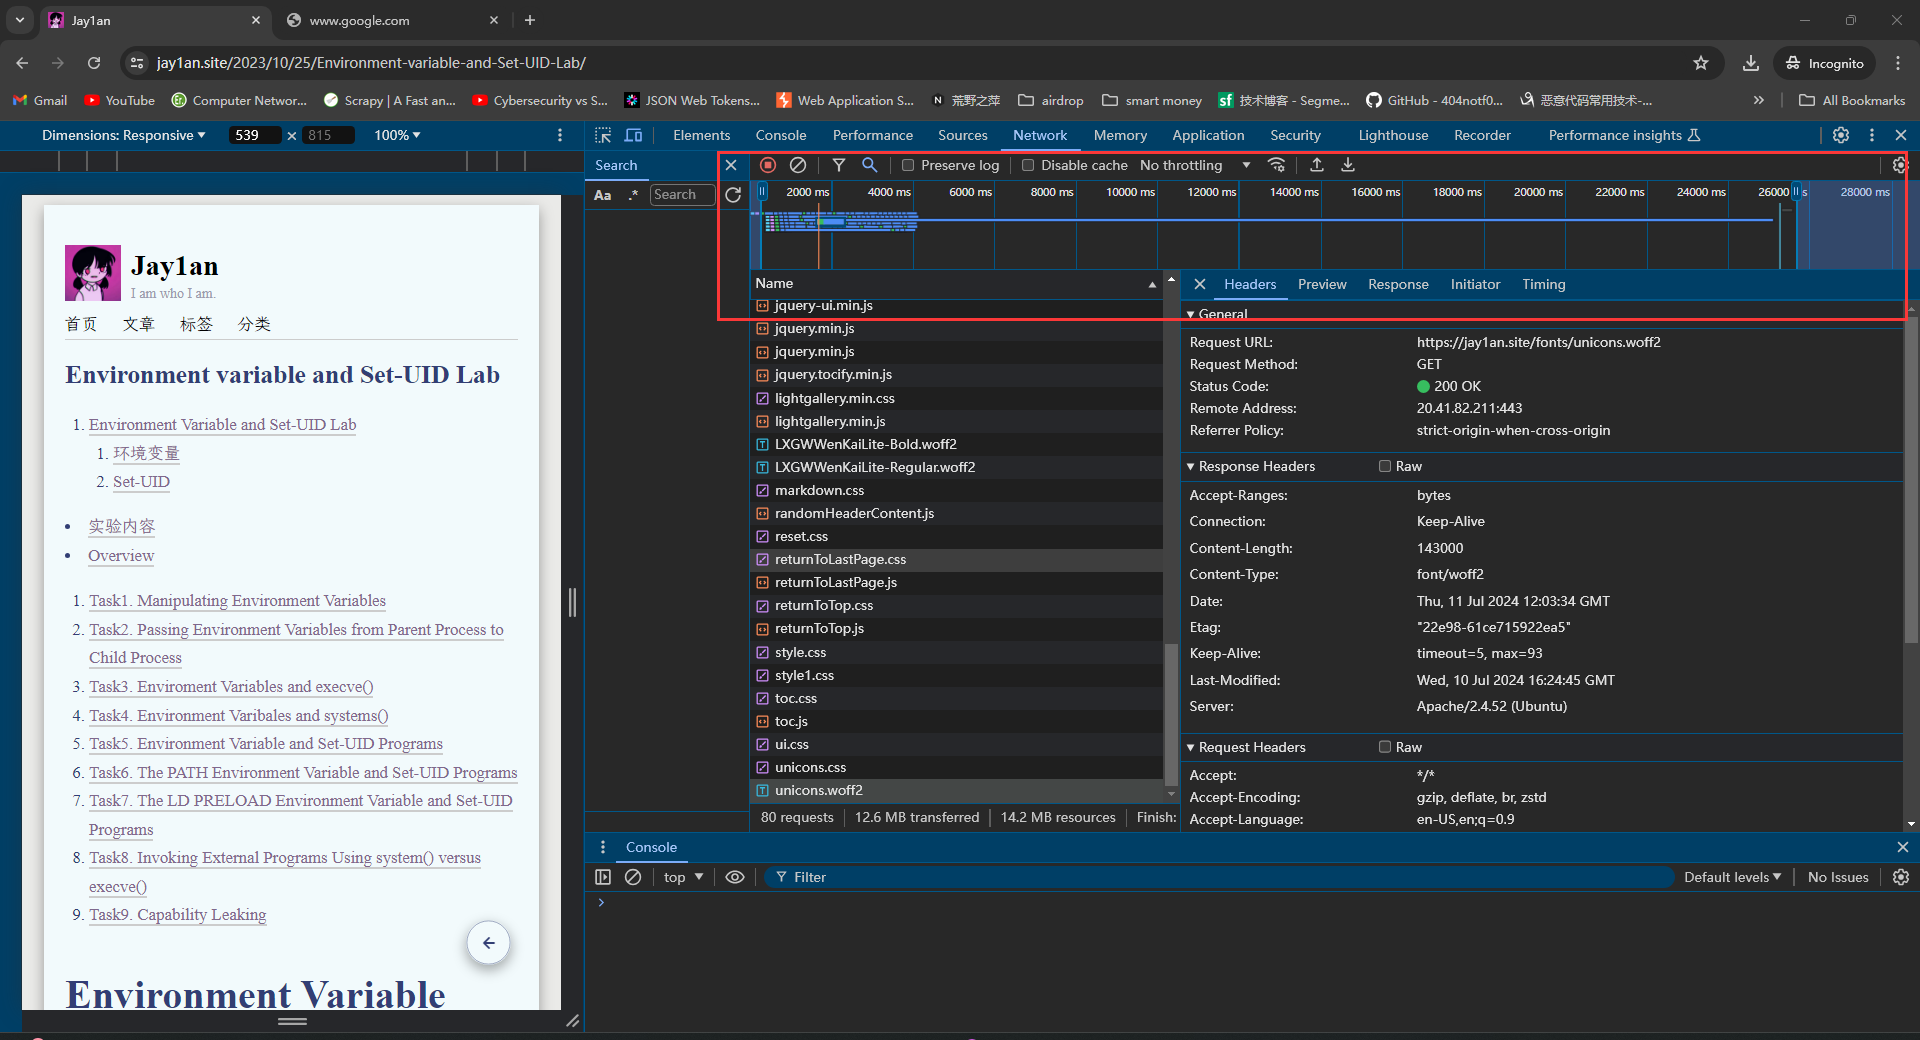 Jay1an
www.google.com
jay1an.site/2023/10/25/Environment-variable-and-Set-UID-Lab/
Incognito
Gmail
YouTube
Computer Networ...
Scrapy | A Fast an...
Cybersecurity vs S...
JSON Web Tokens...
Web Application S...
荒野之萍
airdrop
smart money
技术博客 - Segme...
GitHub - 404notf0...
恶意代码常用技术-...
All Bookmarks
Dimensions: Responsive
539 × 815
100%
Elements
Console
Performance
Sources
Network
Memory
Application
Security
Lighthouse
Recorder
Performance insights
Search
Preserve log
Disable cache
No throttling
Aa
.*
Search
2000 ms
4000 ms
6000 ms
8000 ms
10000 ms
12000 ms
14000 ms
16000 ms
18000 ms
20000 ms
22000 ms
24000 ms
26000 s
28000 ms
Jay1an
I am who I am.
首页 文章 标签 分类
Environment variable and Set-UID Lab
1. Environment Variable and Set-UID Lab
1. 环境变量
2. Set-UID
• 实验内容
• Overview
1. Task1. Manipulating Environment Variables
2. Task2. Passing Environment Variables from Parent Process to
Child Process
3. Task3. Enviroment Variables and execve()
4. Task4. Environment Varibales and systems()
5. Task5. Environment Variable and Set-UID Programs
6. Task6. The PATH Environment Variable and Set-UID Programs
7. Task7. The LD PRELOAD Environment Variable and Set-UID
Programs
8. Task8. Invoking External Programs Using system() versus
execve()
9. Task9. Capability Leaking
Environment Variable
Name
jquery-ui.min.js
jquery.min.js
jquery.min.js
jquery.tocify.min.js
lightgallery.min.css
lightgallery.min.js
LXGWWenKaiLite-Bold.woff2
LXGWWenKaiLite-Regular.woff2
markdown.css
randomHeaderContent.js
reset.css
returnToLastPage.css
returnToLastPage.js
returnToTop.css
returnToTop.js
style.css
style1.css
toc.css
toc.js
ui.css
unicons.css
unicons.woff2
80 requests
12.6 MB transferred
14.2 MB resources
Finish:
Headers
Preview
Response
Initiator
Timing
General
Request URL: https://jay1an.site/fonts/unicons.woff2
Request Method: GET
Status Code: 200 OK
Remote Address: 20.41.82.211:443
Referrer Policy: strict-origin-when-cross-origin
Response Headers Raw
Accept-Ranges: bytes
Connection: Keep-Alive
Content-Length: 143000
Content-Type: font/woff2
Date: Thu, 11 Jul 2024 12:03:34 GMT
Etag: "22e98-61ce715922ea5"
Keep-Alive: timeout=5, max=93
Last-Modified: Wed, 10 Jul 2024 16:24:45 GMT
Server: Apache/2.4.52 (Ubuntu)
Request Headers Raw
Accept: */*
Accept-Encoding: gzip, deflate, br, zstd
Accept-Language: en-US,en;q=0.9
Console
top
Filter
Default levels
No Issues